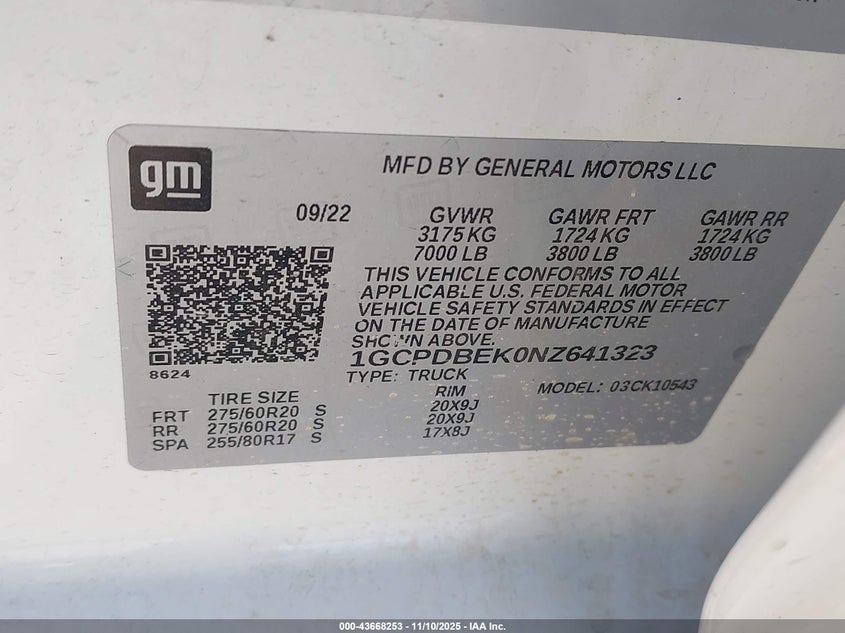 gm
MFD BY GENERAL MOTORS LLC
09/22 GVWR GAWR FRT GAWR RR
3175 KG 1724 KG 1724 KG
7000 LB 3800 LB 3800 LB
THIS VEHICLE CONFORMS TO ALL
APPLICABLE U.S. FEDERAL MOTOR
VEHICLE SAFETY STANDARDS IN EFFECT
ON THE DATE OF MANUFACTURE
SHOWN ABOVE.
1GCPDBEK0NZ641323
8624
TYPE: TRUCK
MODEL: 03CK10543
TIRE SIZE RIM
FRT 275/60R20 S 20X9J
RR 275/60R20 S 20X9J
SPA 255/80R17 S 17X8J
000-43668253 - 11/10/2025 - IAA Inc.